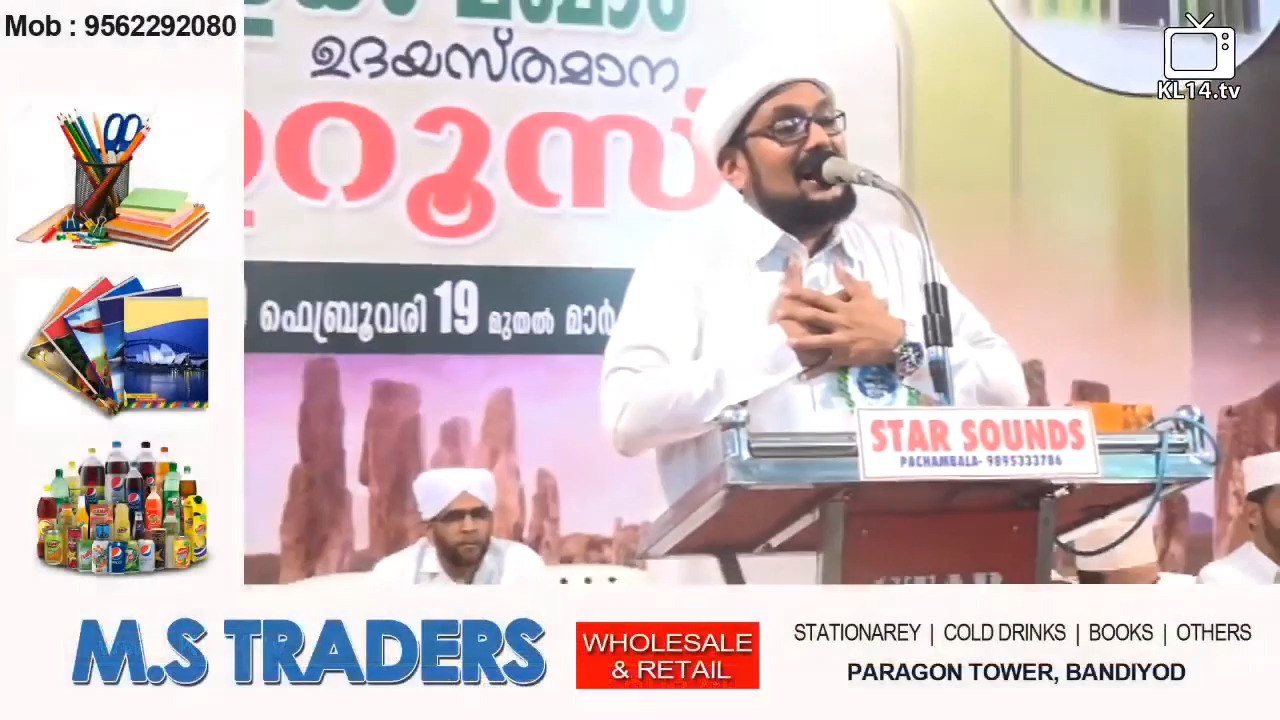 Mob : 9562292080
ഉദയസ്തമാന
ഉറൂസ്
ഫെബ്രുവരി 19 മുതൽ മാർ
KL14.tv
STAR SOUNDS
PACHAMBALA- 9895333786
M.S TRADERS
WHOLESALE
& RETAIL
STATIONAREY | COLD DRINKS | BOOKS | OTHERS
PARAGON TOWER, BANDIYOD